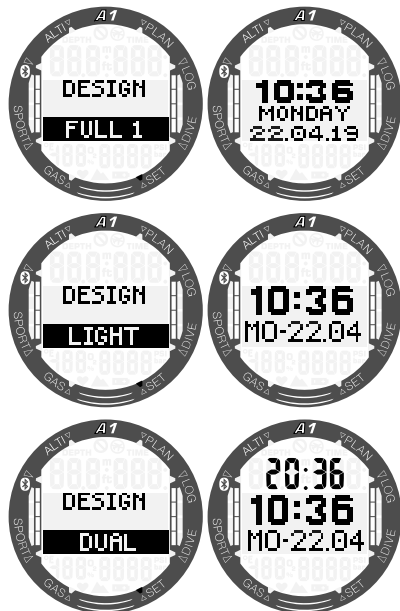 A1
ALTI
PLAN
LOG
DIVE
SET
GAS
SPORT
DESIGN
FULL 1
A1
ALTI
PLAN
LOG
DIVE
SET
GAS
SPORT
10:36
MONDAY
22.04.19
A1
ALTI
PLAN
LOG
DIVE
SET
GAS
SPORT
DESIGN
LIGHT
A1
ALTI
PLAN
LOG
DIVE
SET
GAS
SPORT
10:36
MO-22.04
A1
ALTI
PLAN
LOG
DIVE
SET
GAS
SPORT
DESIGN
DUAL
A1
ALTI
PLAN
LOG
DIVE
SET
GAS
SPORT
20:36
10:36
MO-22.04